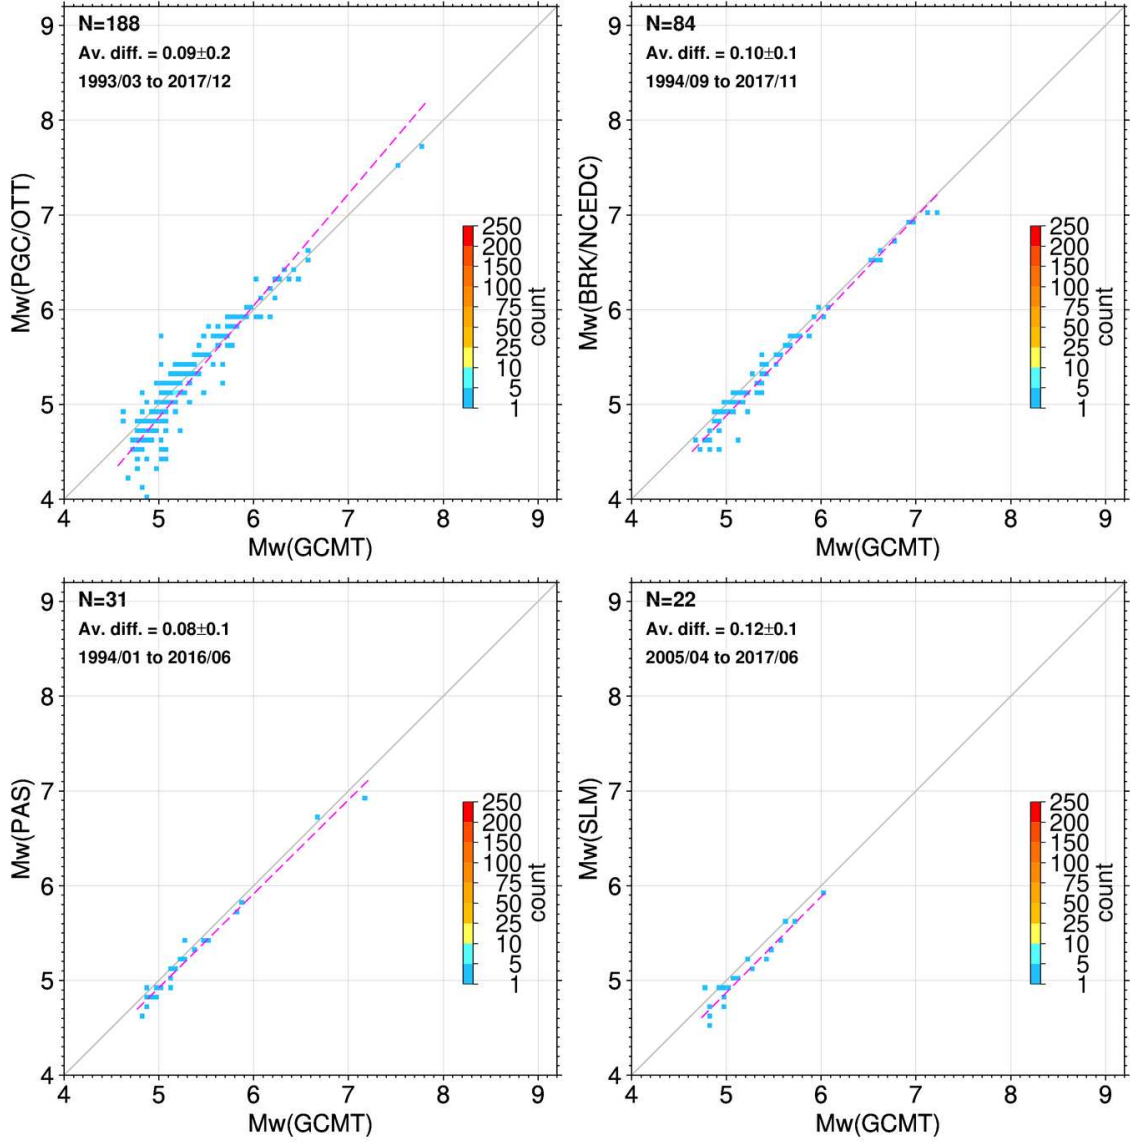 N=188
Av. diff. = 0.09±0.2
1993/03 to 2017/12
Mw(PGC/OTT)
9
8
7
6
5
4
250
200
150
100
75
50
25
10
5
1
count
4 5 6 7 8 9
Mw(GCMT)
N=84
Av. diff. = 0.10±0.1
1994/09 to 2017/11
Mw(BRK/NCEDC)
9
8
7
6
5
4
250
200
150
100
75
50
25
10
5
1
count
4 5 6 7 8 9
Mw(GCMT)
N=31
Av. diff. = 0.08±0.1
1994/01 to 2016/06
Mw(PAS)
9
8
7
6
5
4
250
200
150
100
75
50
25
10
5
1
count
4 5 6 7 8 9
Mw(GCMT)
N=22
Av. diff. = 0.12±0.1
2005/04 to 2017/06
Mw(SLM)
9
8
7
6
5
4
250
200
150
100
75
50
25
10
5
1
count
4 5 6 7 8 9
Mw(GCMT)